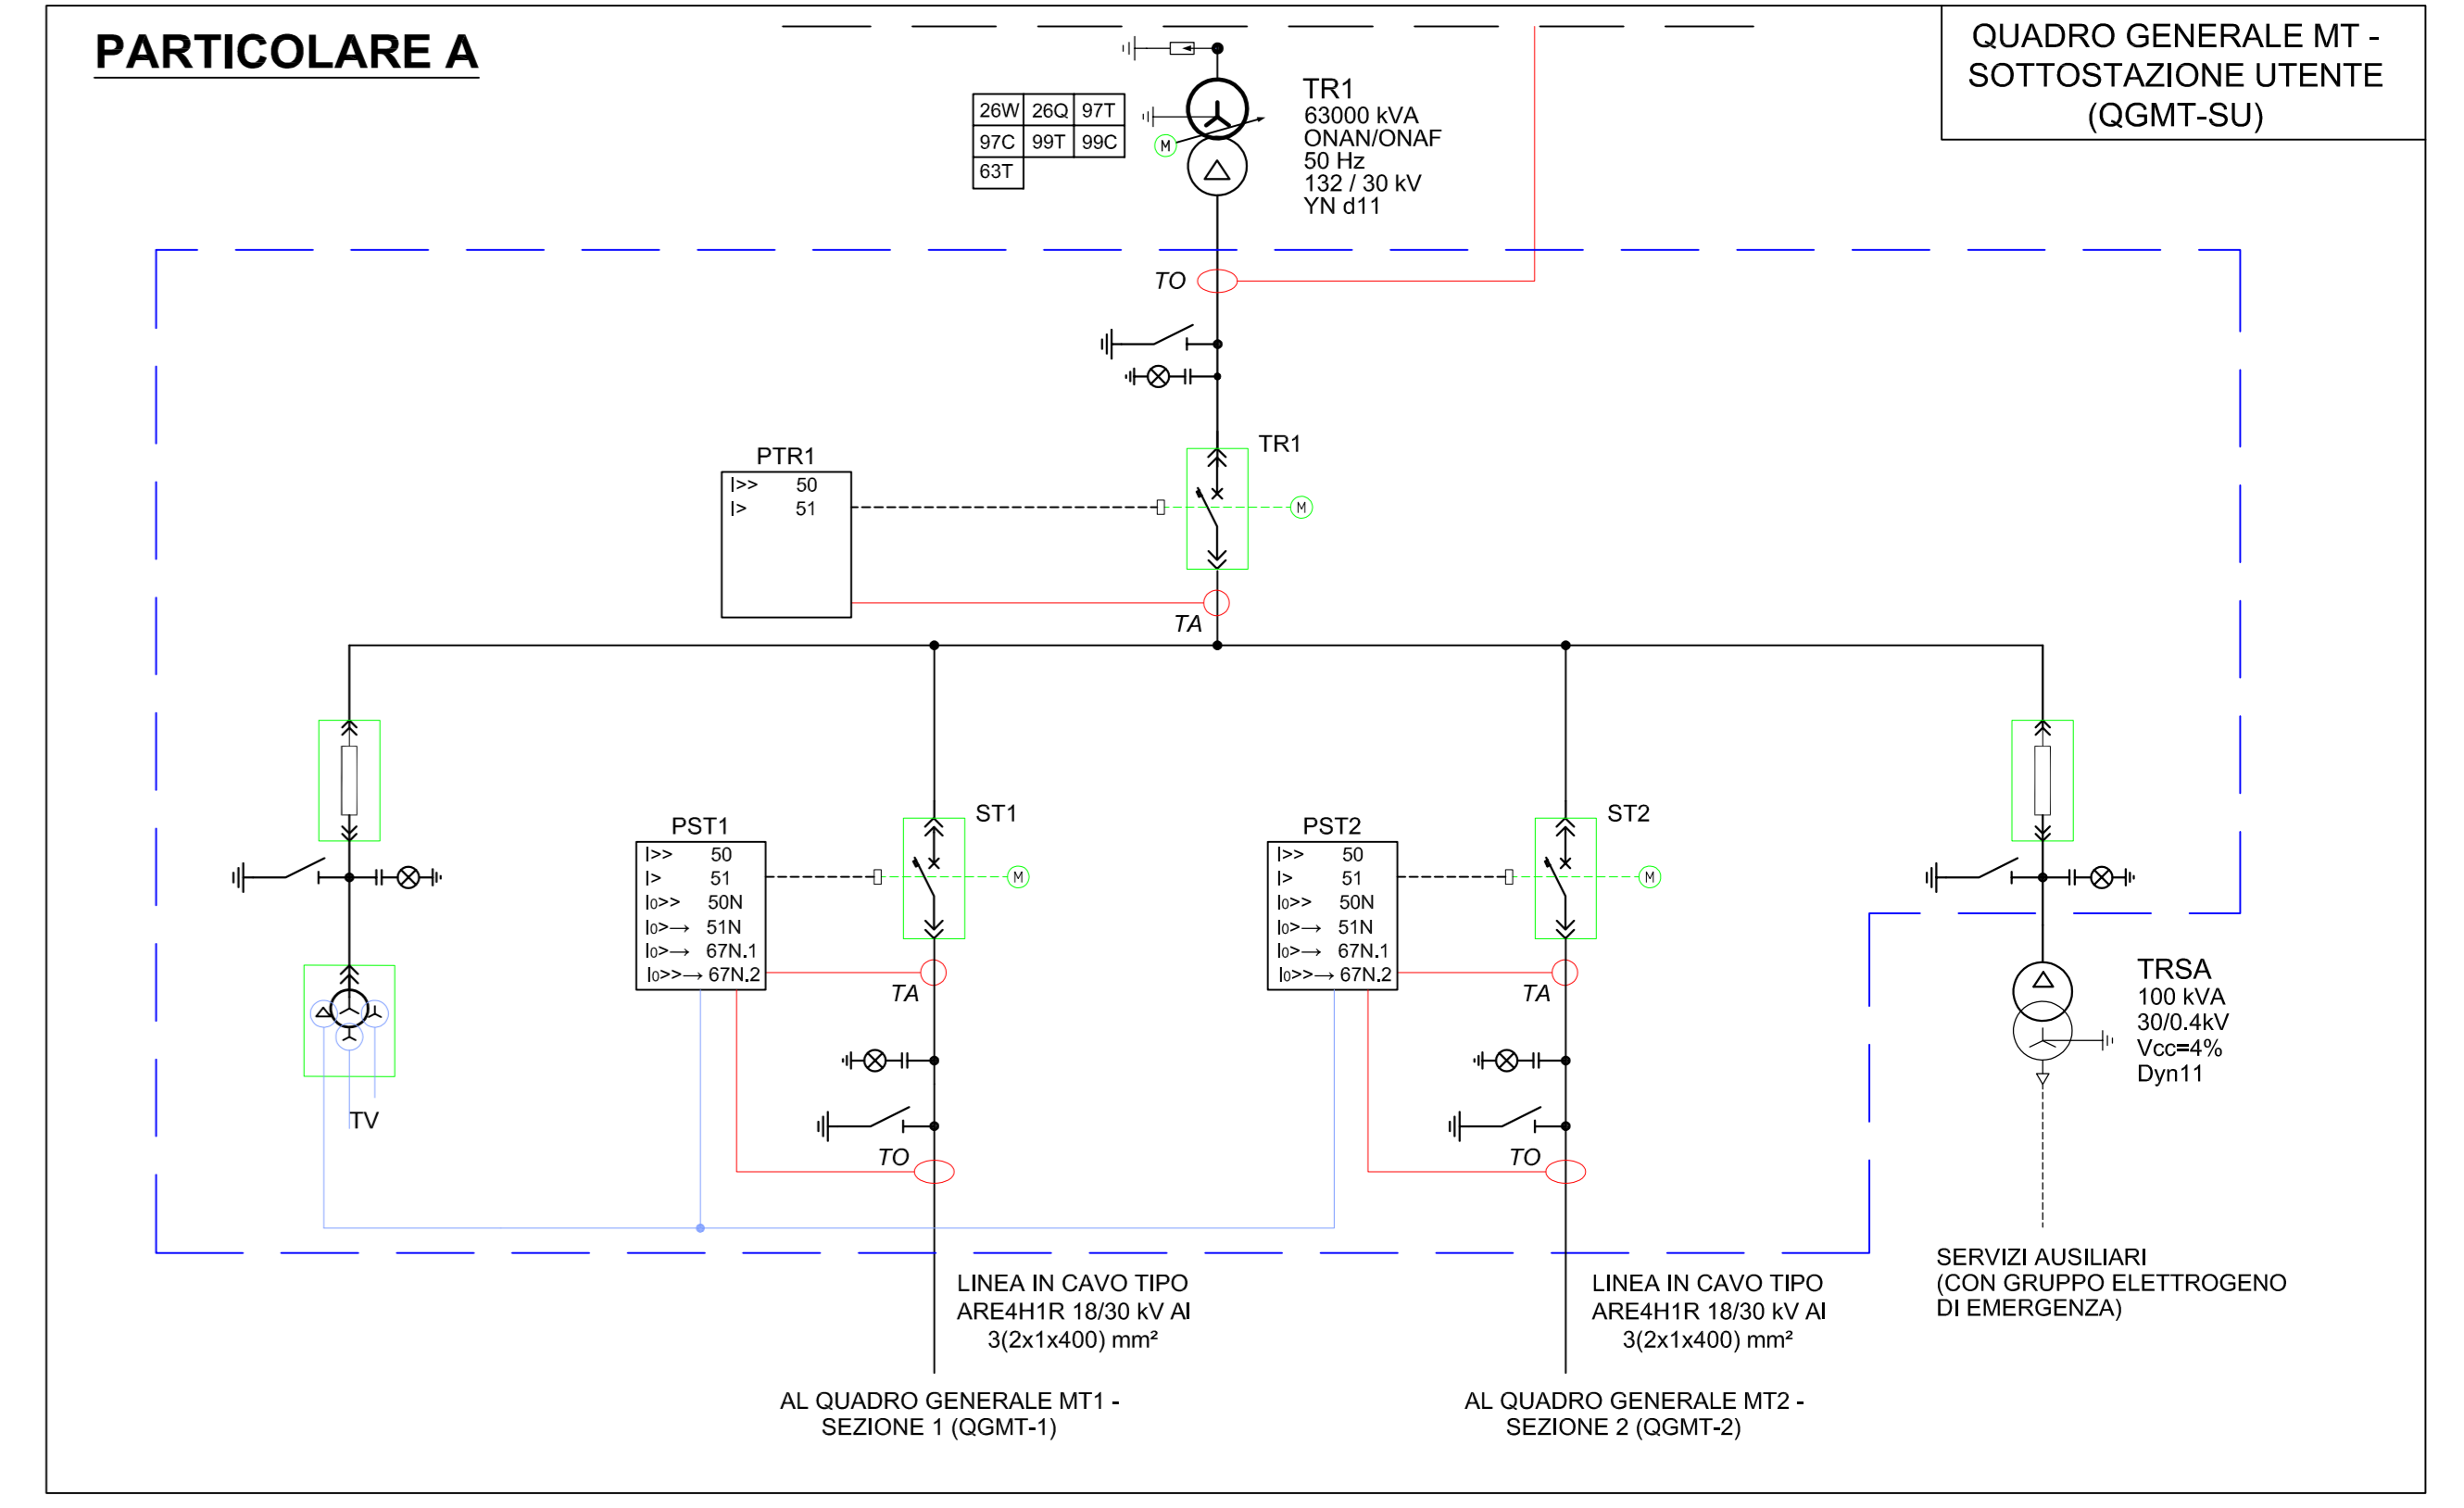 PARTICOLARE A
QUADRO GENERALE MT -
SOTTOSTAZIONE UTENTE
(QGMT-SU)
26W 26Q 97T
97C 99T 99C
63T
M
TR1
63000 kVA
ONAN/ONAF
50 Hz
132 / 30 kV
YN d11
TO
TR1
PTR1
I>> 50
I> 51
M
TA
ST1
PST1
I>> 50
I> 51
I0>> 50N
I0>→ 51N
I0>→ 67N.1
I0>>→ 67N.2
M
TA
TO
ST2
PST2
I>> 50
I> 51
I0>> 50N
I0>→ 51N
I0>→ 67N.1
I0>>→ 67N.2
M
TA
TO
TV
TRSA
100 kVA
30/0.4kV
Vcc=4%
Dyn11
LINEA IN CAVO TIPO
ARE4H1R 18/30 kV Al
3(2x1x400) mm²
LINEA IN CAVO TIPO
ARE4H1R 18/30 kV Al
3(2x1x400) mm²
SERVIZI AUSILIARI
(CON GRUPPO ELETTROGENO
DI EMERGENZA)
AL QUADRO GENERALE MT1 -
SEZIONE 1 (QGMT-1)
AL QUADRO GENERALE MT2 -
SEZIONE 2 (QGMT-2)